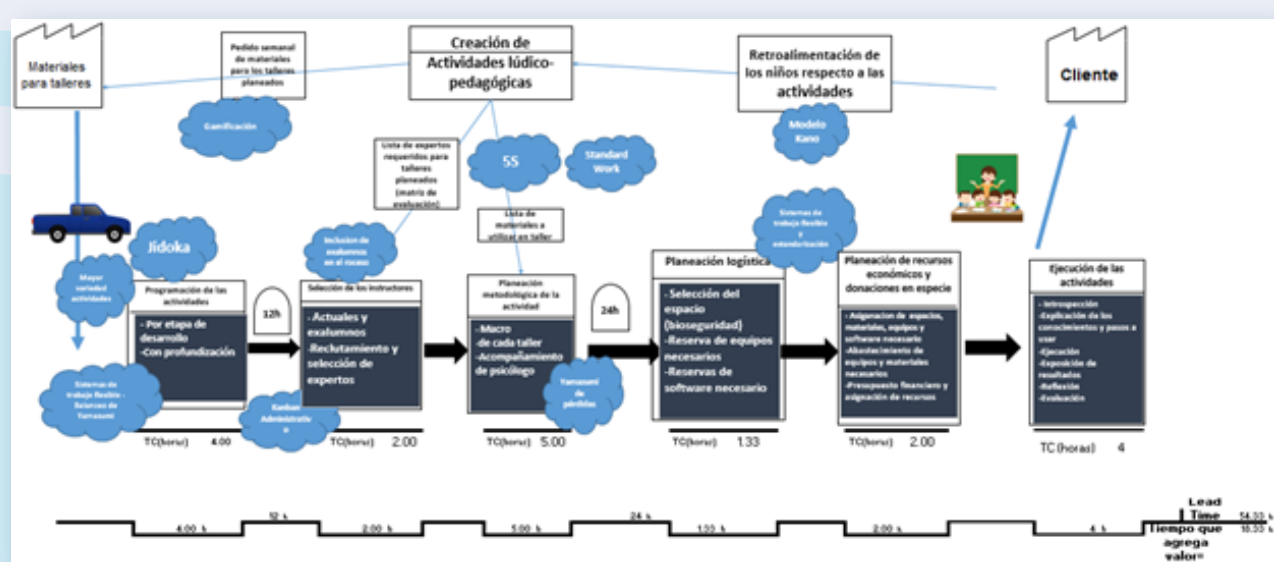 Materiales
para talleres
Pedido semanal
de materiales
para los talleres
planeados
Gamificación
Creación de
Actividades lúdico-
pedagógicas
Retroalimentación de
los niños respecto a las
actividades
Modelo
Kano
Cliente
Lista de expertos
requeridos para
talleres
planeados
(matriz de
evaluación)
5S
Standard
Work
Lista de
materiales a
utilizar en taller
Jidoka
Mayor
variedad
actividades
Inclusion de
exalumnos
en el
Sistemas de
trabajo flexible
y
estandarización
Programación de las
actividades
- Por etapa de
desarrollo
- Con profundización
TC(horas) 4.00
Sistemas de
trabajo flexible -
Balanceo de
Yamazumi
12h
Kanban
Selección de los instructores
- Actuales y
exalumnos
- Reclutamiento y
selección de
expertos
TC(horas) 2.00
Planeación
metodológica de la
actividad
-Macro
de cada taller
-Acompañamiento
de psicólogo
TC(horas) 5.00
24h
Yamazumi
de
pérdidas
Planeación logística
- Selección del
espacio
(bioseguridad)
- Reserva de equipos
necesarios
-Reservas de
software necesario
TC(horas) 1.33
Planeación de recursos
económicos y
donaciones en especie
- Asignacion de espacios,
materiales, equipos y
software necesario
- Abastecimiento de
equipos y materiales
necesarios
- Presupuesto financiero y
asignación de recursos
TC(horas) 2.00
Ejecución de las
actividades
- Introspección
- Explicación de los
conocimientos y pasos a
usar
-Ejecución
-Exposición de
resultados
-Reflexión
-Evaluación
TC (horas) 4
4.00 h
12 h
2.00 h
5.00 h
24 h
1.33 h
2.00 h
4 h
Lead
Time 54.33 h
Tiempo que 18.33 h
agrega
valor=